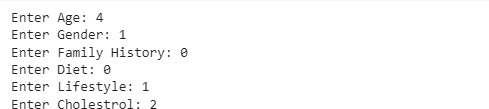 Enter Age: 4
Enter Gender: 1
Enter Family History: 0
Enter Diet: 0
Enter Lifestyle: 1
Enter Cholestrol: 2